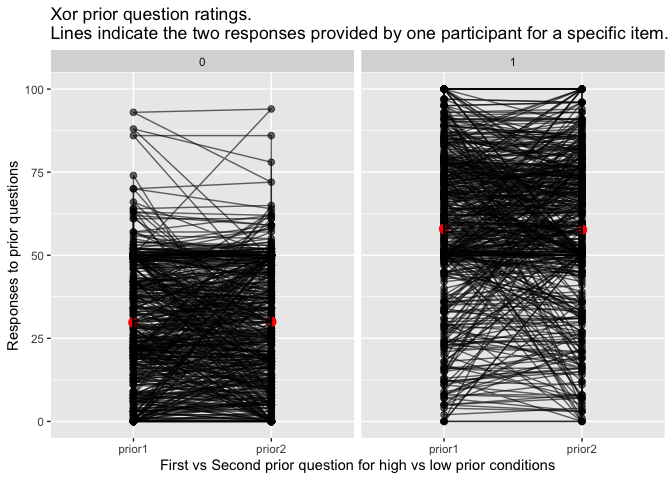 Xor prior question ratings.
Lines indicate the two responses provided by one participant for a specific item.
0
1
Responses to prior questions
100
75
50
25
0
prior1
prior2
prior1
prior2
First vs Second prior question for high vs low prior conditions